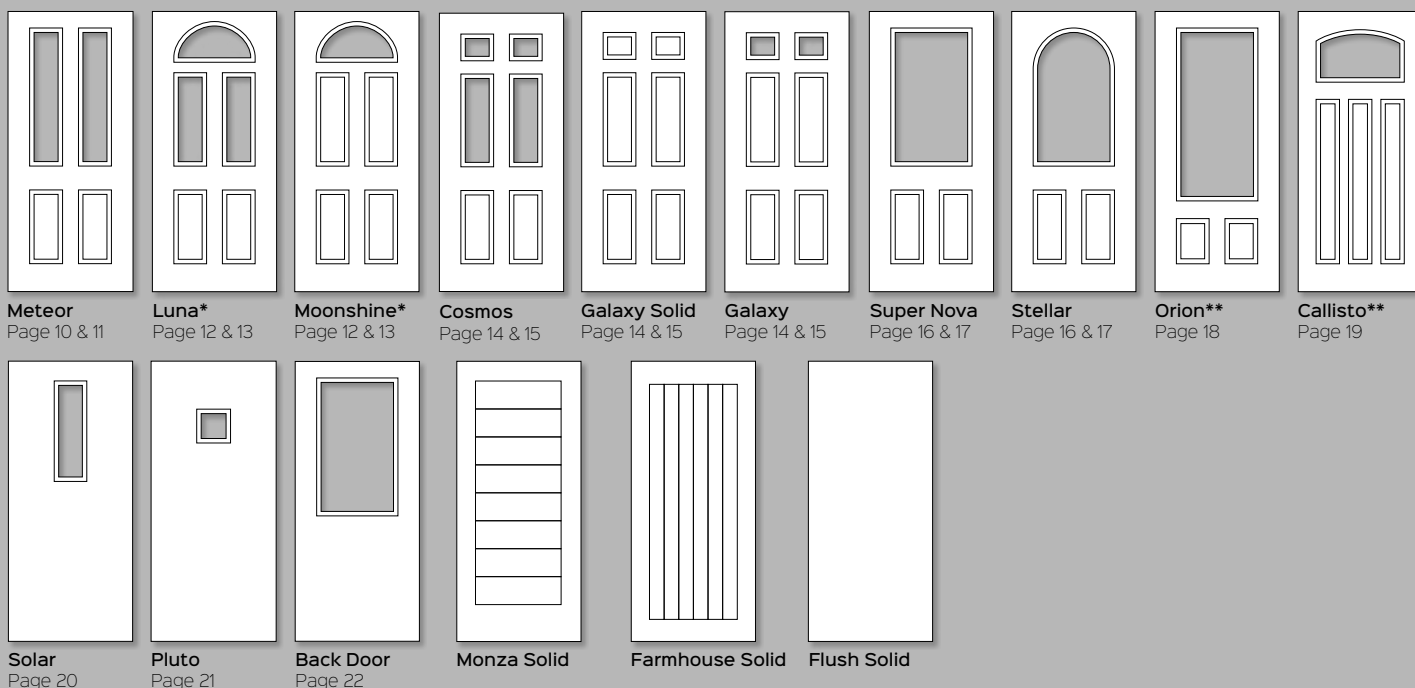 Meteor
Page 10 & 11
Luna*
Page 12 & 13
Moonshine*
Page 12 & 13
Cosmos
Page 14 & 15
Galaxy Solid
Page 14 & 15
Galaxy
Page 14 & 15
Super Nova
Page 16 & 17
Stellar
Page 16 & 17
Orion**
Page 18
Callisto**
Page 19
Solar
Page 20
Pluto
Page 21
Back Door
Page 22
Monza Solid
Farmhouse Solid
Flush Solid